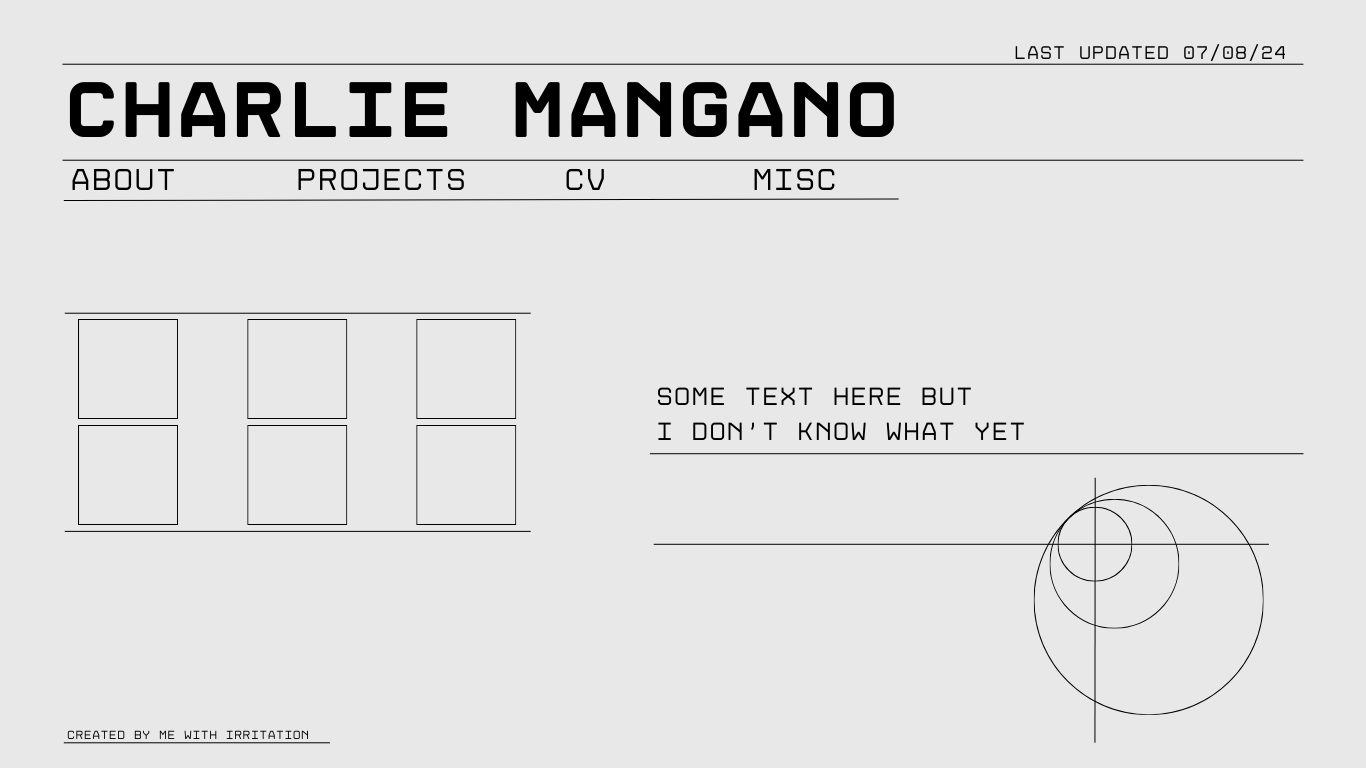 LAST UPDATED 07/08/24
CHARLIE MANGANO
ABOUT PROJECTS CV MISC
SOME TEXT HERE BUT
I DON'T KNOW WHAT YET
CREATED BY ME WITH IRRITATION